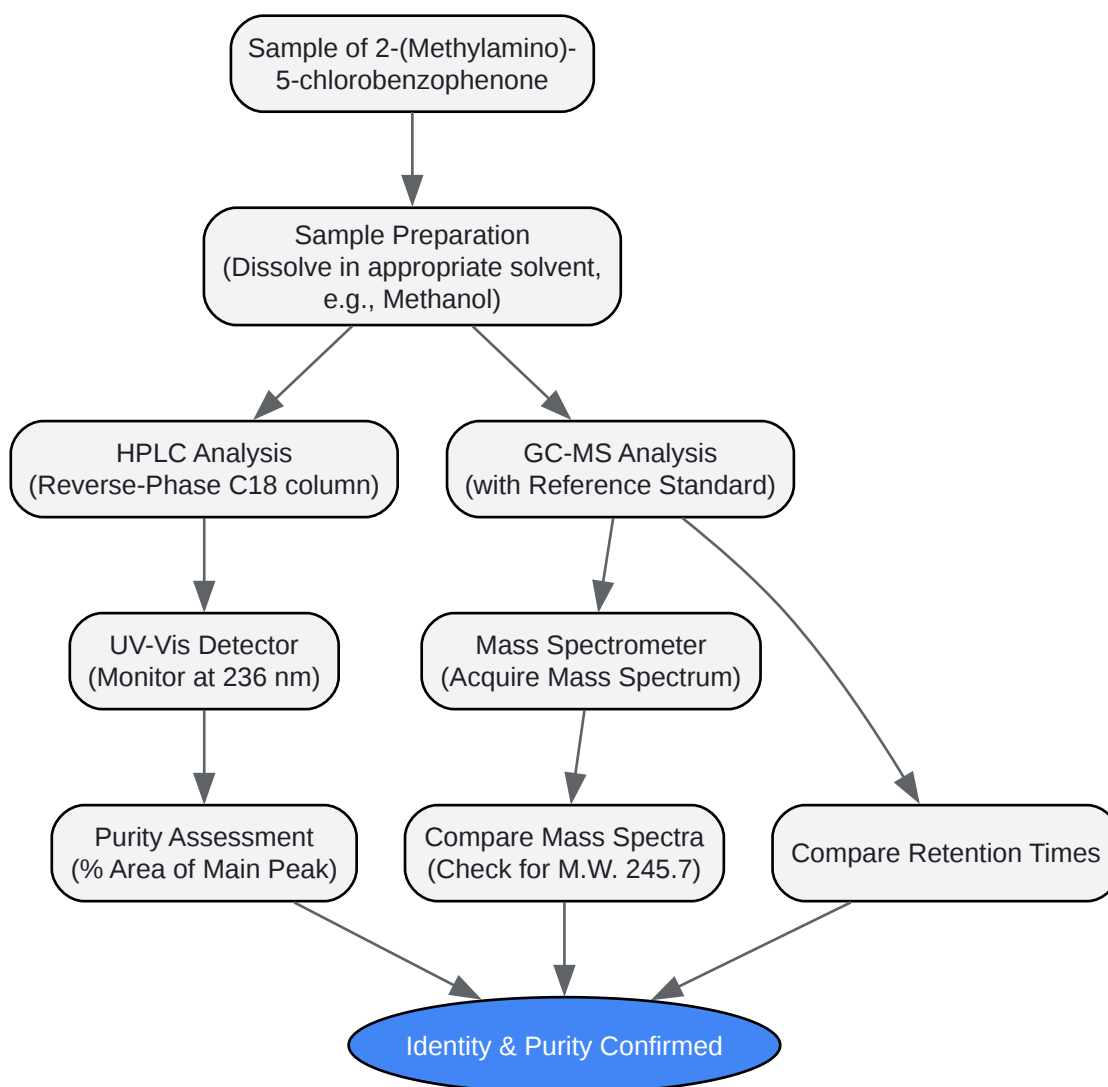 Sample of 2-(Methylamino)-
5-chlorobenzophenone
Sample Preparation
(Dissolve in appropriate solvent,
e.g., Methanol)
HPLC Analysis
(Reverse-Phase C18 column)
GC-MS Analysis
(with Reference Standard)
UV-Vis Detector
(Monitor at 236 nm)
Mass Spectrometer
(Acquire Mass Spectrum)
Purity Assessment
(% Area of Main Peak)
Compare Mass Spectra
(Check for M.W. 245.7)
Compare Retention Times
Identity & Purity Confirmed